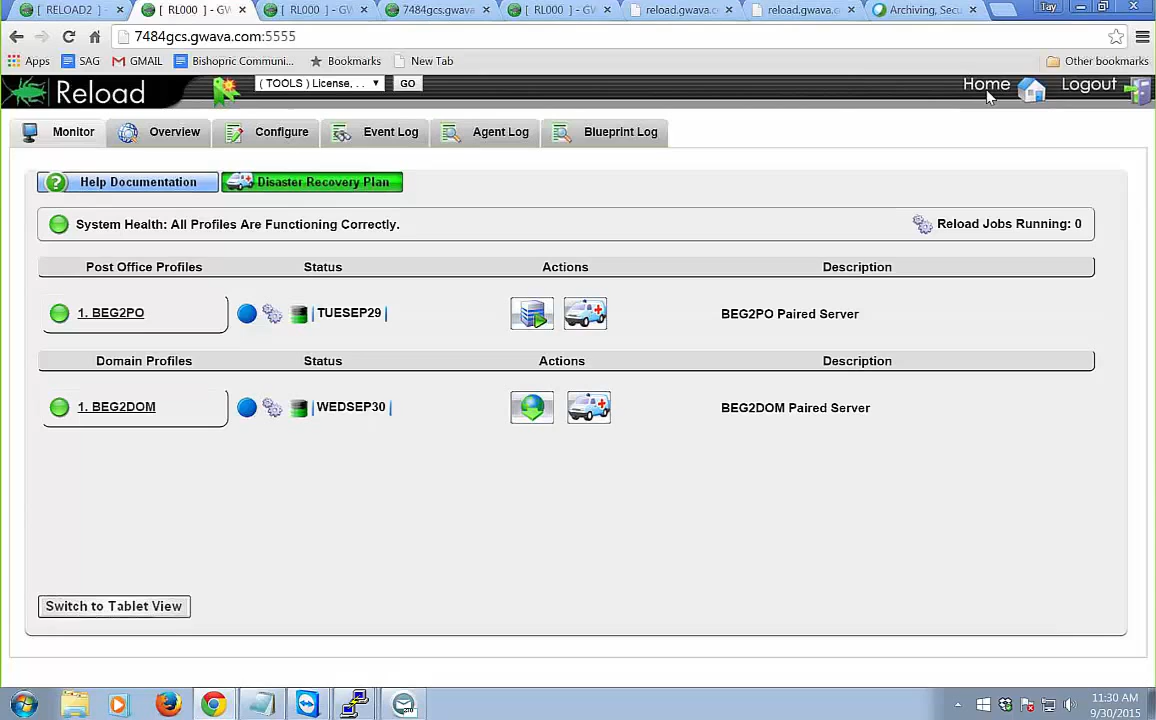 [ RELOAD2 ] - 
[ RL000 ] - G\
[ RL000 ] - GV
7484gcs.gwava
[ RL000 ] - G\
reload.gwava.c
reload.gwava.c
Archiving, Secu
Tay
7484gcs.gwava.com:5555
Apps SAG GMAIL Bishopric Communi... Bookmarks New Tab Other bookmarks
Reload ( TOOLS ) License, . . GO Home Logout
Monitor Overview Configure Event Log Agent Log Blueprint Log
Help Documentation Disaster Recovery Plan
System Health: All Profiles Are Functioning Correctly. Reload Jobs Running: 0
Post Office Profiles Status Actions Description
1. BEG2PO TUESEP29 BEG2PO Paired Server
Domain Profiles Status Actions Description
1. BEG2DOM WEDSEP30 BEG2DOM Paired Server
Switch to Tablet View
11:30 AM
9/30/2015